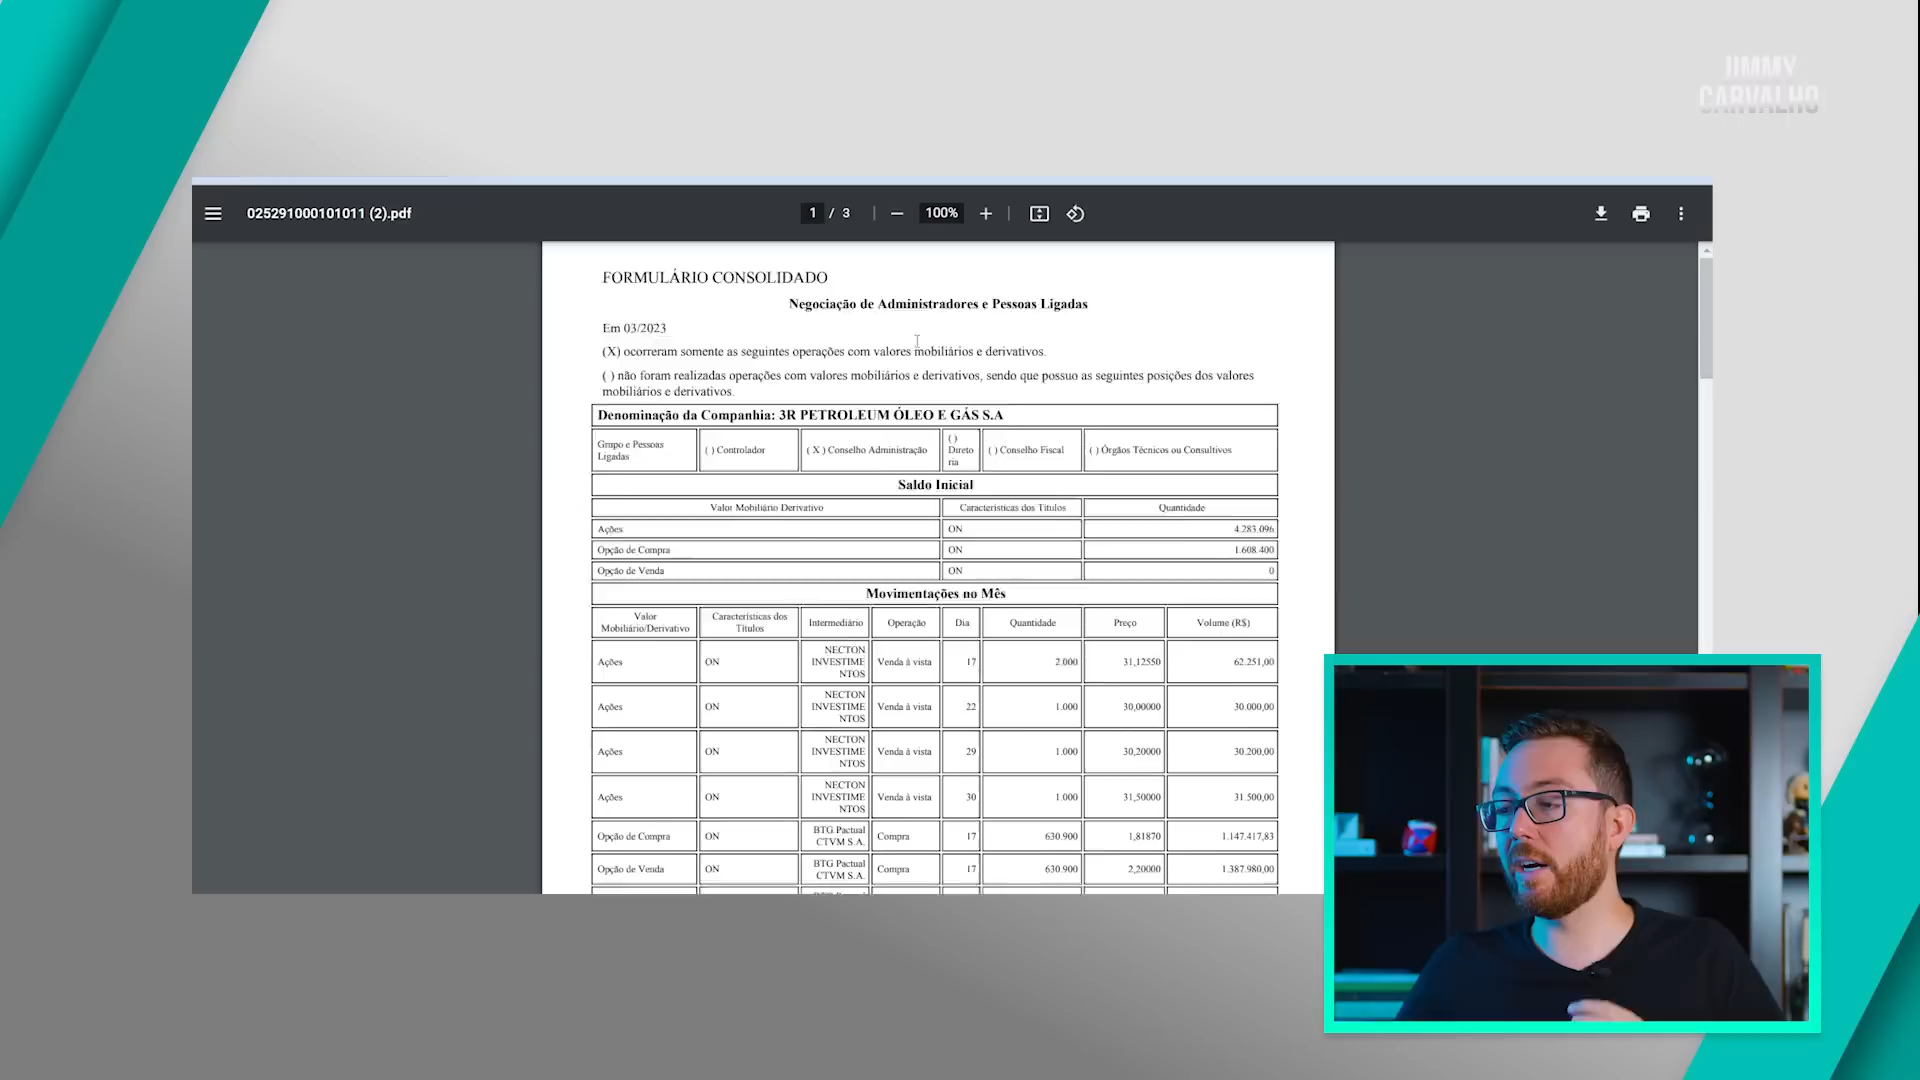 JIMMY
CARVALHO
025291000101011 (2).pdf
1 / 3
100%
FORMULÁRIO CONSOLIDADO
Negociação de Administradores e Pessoas Ligadas
Em 03/2023
(X) ocorreram somente as seguintes operações com valores mobiliários e derivativos.
( ) não foram realizadas operações com valores mobiliários e derivativos, sendo que possuo as seguintes posições dos valores
mobiliários e derivativos.
Denominação da Companhia: 3R PETROLEUM ÓLEO E GÁS S.A
Grupo e Pessoas
Ligadas
( ) Controlador
( X ) Conselho Administração
( )
Direto
ria
( ) Conselho Fiscal
( ) Órgãos Técnicos ou Consultivos
Saldo Inicial
Valor Mobiliário Derivativo Características dos Títulos Quantidade
Ações ON 4.283.096
Opção de Compra ON 1.608.400
Opção de Venda ON 0
Movimentações no Mês
Valor
Mobiliário/Derivativo
Características dos
Títulos
Intermediário Operação Dia Quantidade Preço Volume (R$)
Ações ON
NECTON
INVESTIME
NTOS
Venda à vista 17 2.000 31,12550 62.251,00
Ações ON
NECTON
INVESTIME
NTOS
Venda à vista 22 1.000 30,00000 30.000,00
Ações ON
NECTON
INVESTIME
NTOS
Venda à vista 29 1.000 30,20000 30.200,00
Ações ON
NECTON
INVESTIME
NTOS
Venda à vista 30 1.000 31,50000 31.500,00
Opção de Compra ON
BTG Pactual
CTVM S.A.
Compra 17 630.900 1,81870 1.147.417,83
Opção de Venda ON
BTG Pactual
CTVM S.A.
Compra 17 630.900 2,20000 1.387.980,00